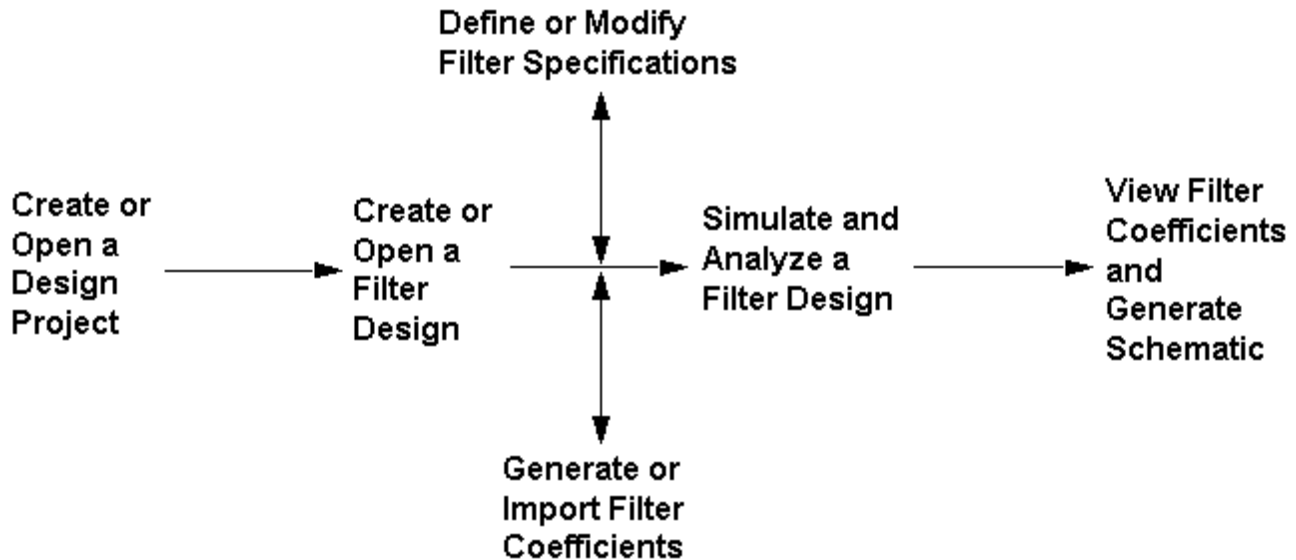 Define or Modify
Filter Specifications
Create or
Open a
Design
Project
Create or
Open a
Filter
Design
Simulate and
Analyze a
Filter Design
View Filter
Coefficients
and
Generate
Schematic
Generate or
Import Filter
Coefficients